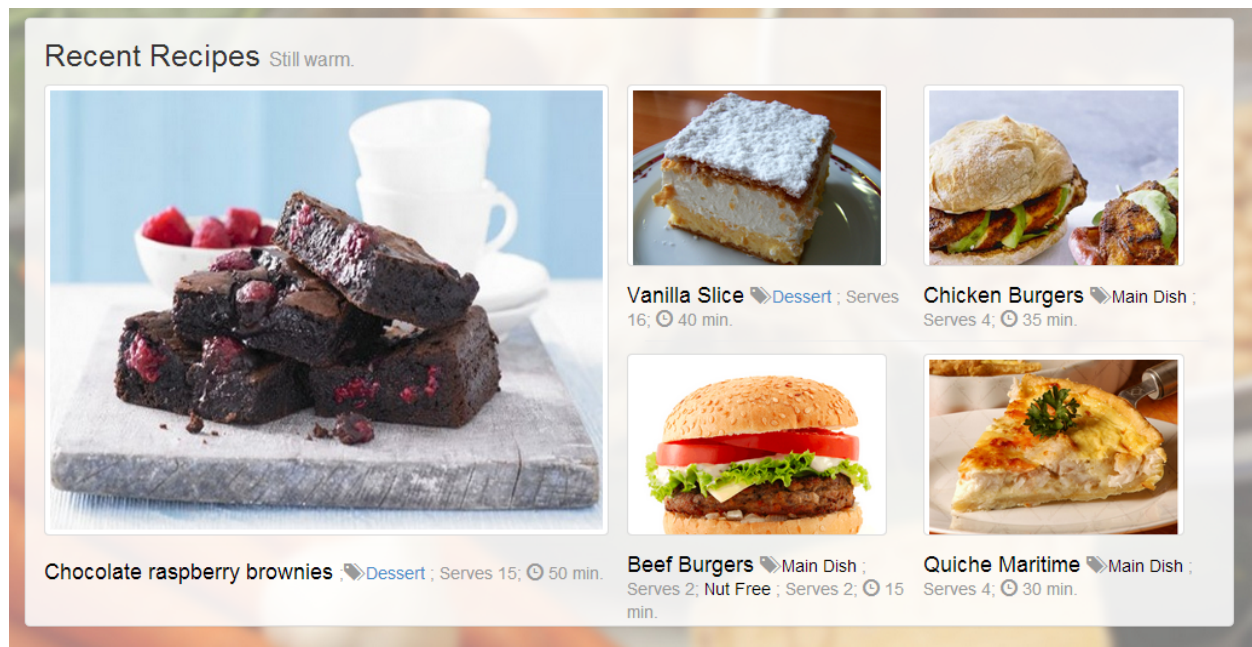 Recent Recipes Still warm.
Vanilla Slice Dessert ; Serves
16; 40 min.
Chicken Burgers Main Dish ;
Serves 4; 35 min.
Chocolate raspberry brownies ; Dessert ; Serves 15; 50 min.
Beef Burgers Main Dish ;
Serves 2; Nut Free ; Serves 2; 15
min.
Quiche Maritime Main Dish ;
Serves 4; 30 min.